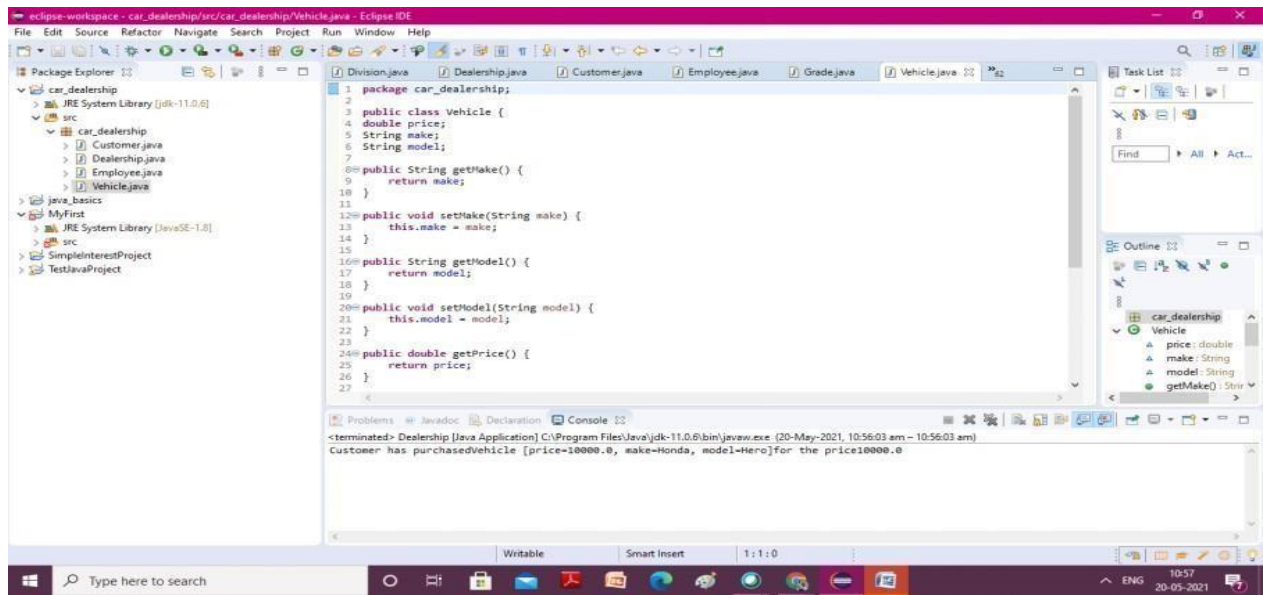 eclipse-workspace - car_dealership/src/car_dealership/Vehicle.java - Eclipse IDE
File Edit Source Refactor Navigate Search Project Run Window Help
Package Explorer
car_dealership
JRE System Library [jdk-11.0.6]
src
car_dealership
Customer.java
Dealership.java
Employee.java
Vehicle.java
java_basics
MyFirst
JRE System Library [JavaSE-1.8]
src
SimpleInterestProject
TestJavaProject
Division.java Dealership.java Customer.java Employee.java Grade.java Vehicle.java
1 package car_dealership;
2
3 public class Vehicle {
4 double price;
5 String make;
6 String model;
7
8 public String getMake() {
9 return make;
10 }
11
12 public void setMake(String make) {
13 this.make = make;
14 }
15
16 public String getModel() {
17 return model;
18 }
19
20 public void setModel(String model) {
21 this.model = model;
22 }
23
24 public double getPrice() {
25 return price;
26 }
27
Task List
Find All Act...
Outline
car_dealership
Vehicle
price : double
make : String
model : String
getMake() : Strir
Problems Javadoc Declaration Console
<terminated> Dealership [Java Application] C:\Program Files\Java\jdk-11.0.6\bin\javaw.exe (20-May-2021, 10:56:03 am – 10:56:03 am)
Customer has purchasedVehicle [price=10000.0, make=Honda, model=Hero]for the price10000.0
Writable Smart Insert 1 : 1 : 0
Type here to search
ENG
10:57
20-05-2021